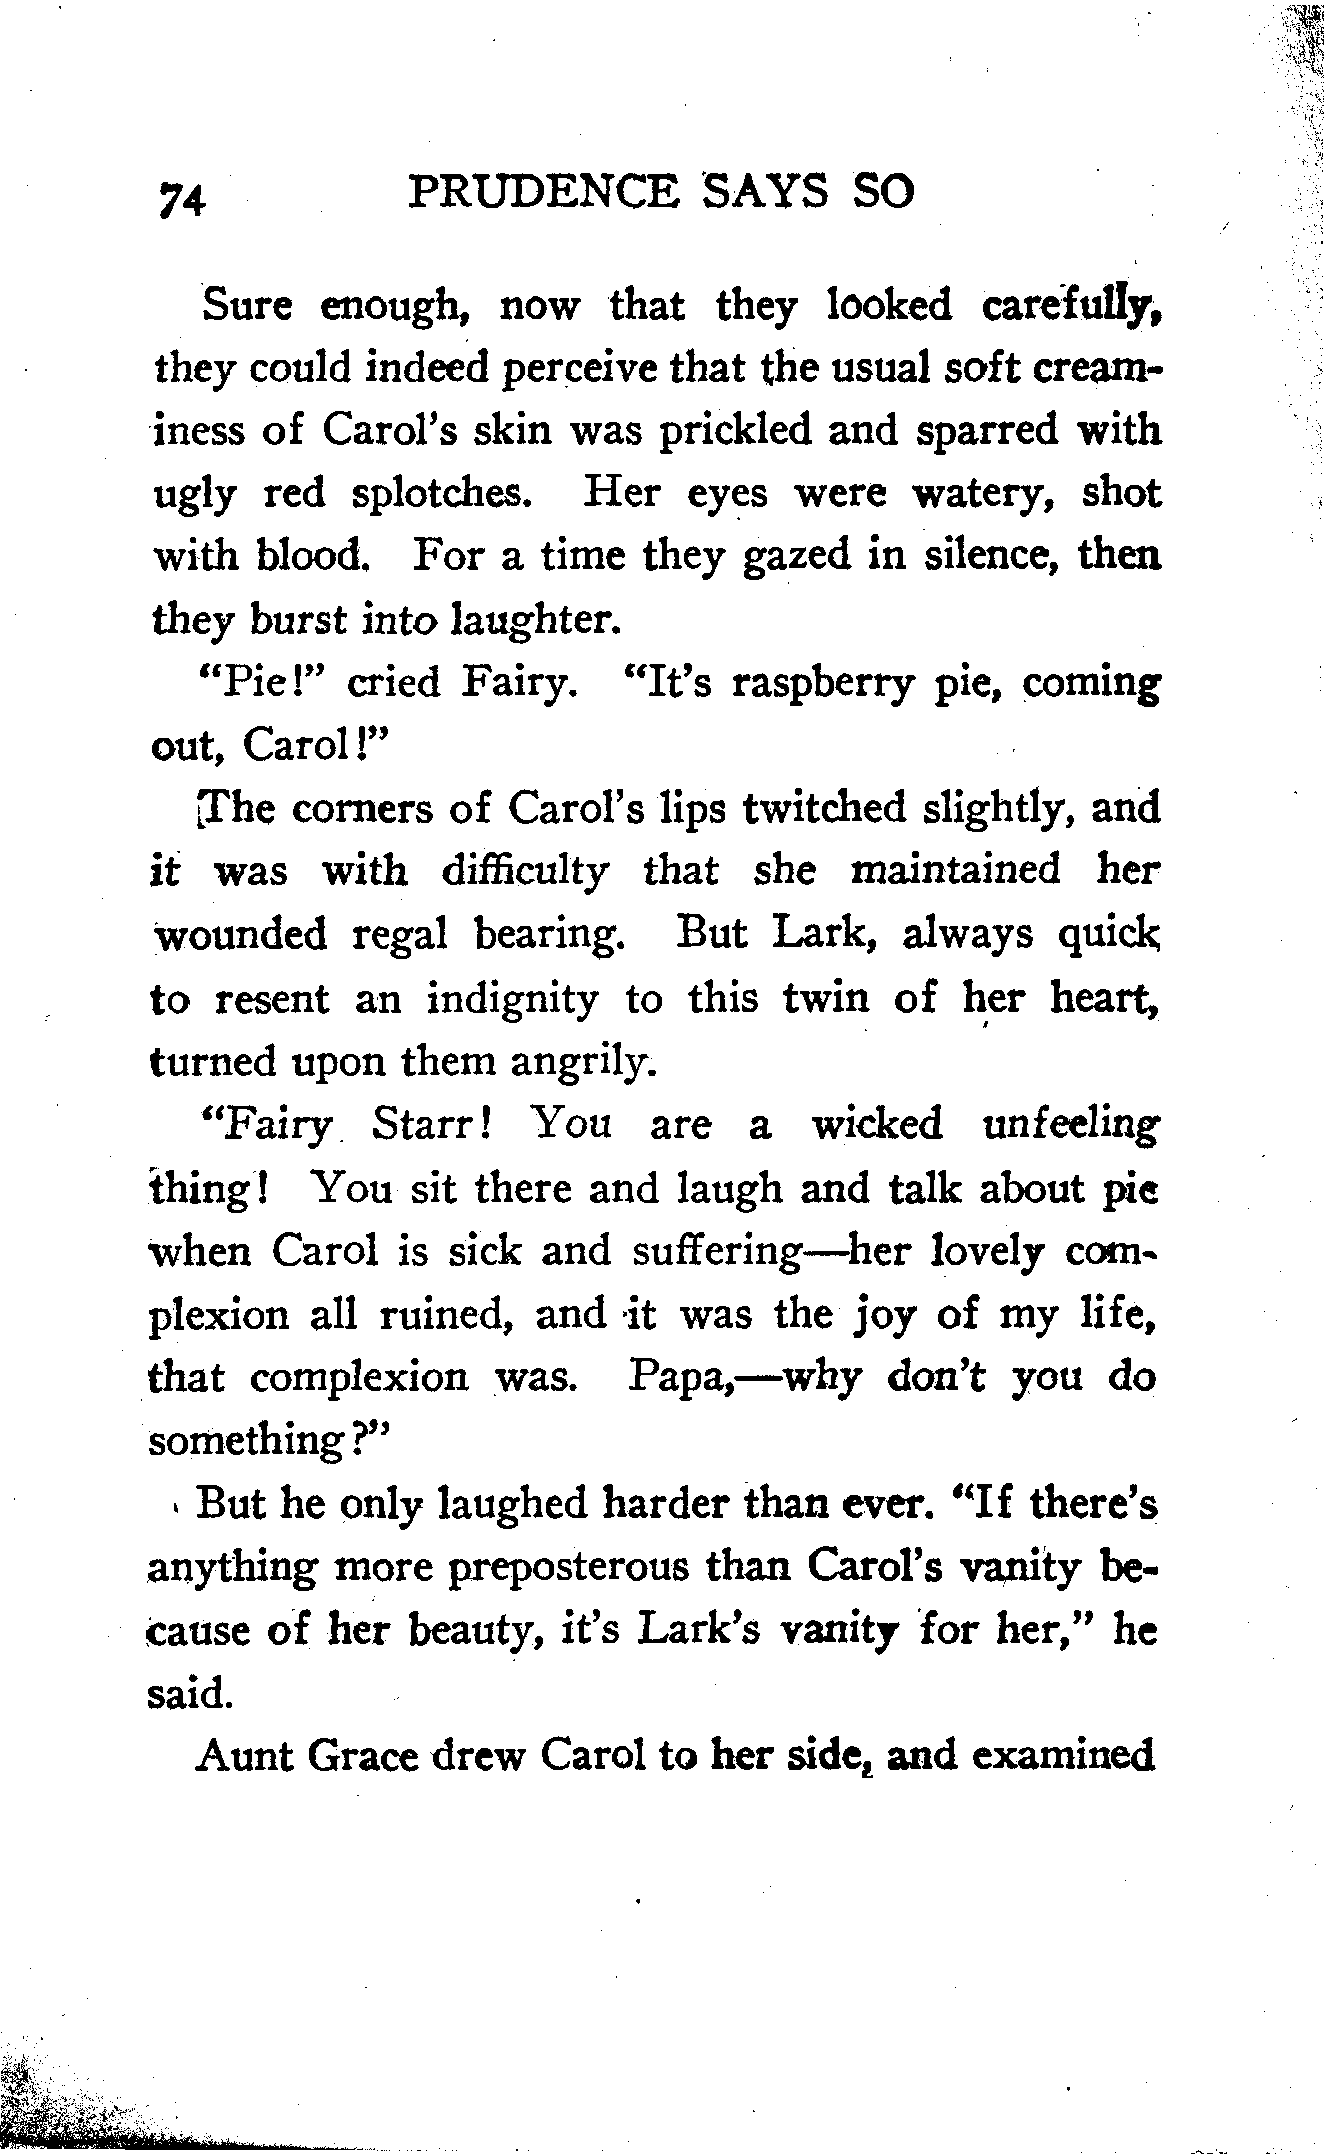 74 PRUDENCE SAYS SO
Sure enough, now that they looked carefully,
they could indeed perceive that the usual soft cream-
iness of Carol's skin was prickled and sparred with
ugly red splotches. Her eyes were watery, shot
with blood. For a time they gazed in silence, then
they burst into laughter.
"Pie!" cried Fairy. "It's raspberry pie, coming
out, Carol!"
The corners of Carol's lips twitched slightly, and
it was with difficulty that she maintained her
wounded regal bearing. But Lark, always quick
to resent an indignity to this twin of her heart,
turned upon them angrily.
"Fairy Starr! You are a wicked unfeeling
thing! You sit there and laugh and talk about pie
when Carol is sick and suffering—her lovely com-
plexion all ruined, and it was the joy of my life,
that complexion was. Papa,—why don't you do
something?"
But he only laughed harder than ever. "If there's
anything more preposterous than Carol's vanity be-
cause of her beauty, it's Lark's vanity for her," he
said.
Aunt Grace drew Carol to her side, and examined